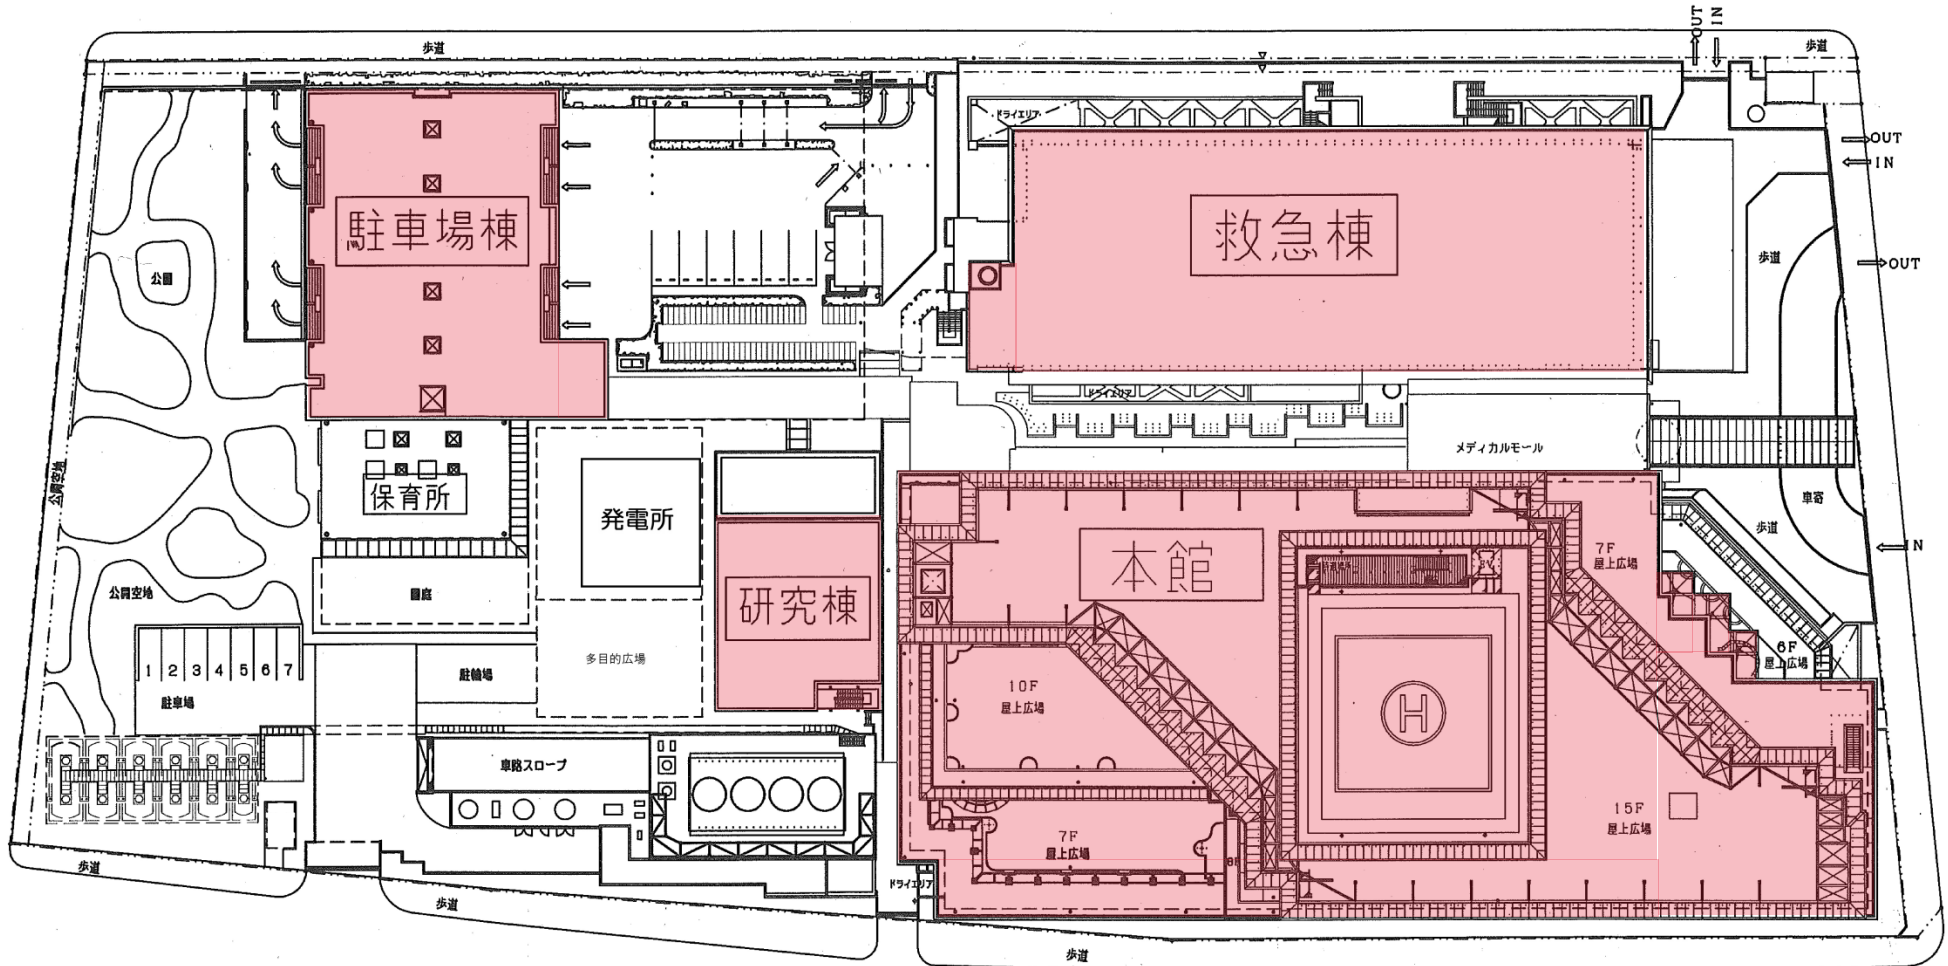 歩道
OUT
IN
歩道
ドライエリア
OUT
IN
駐車場棟
救急棟
歩道
OUT
公園
ドライエリア
メディカルモール
公開空地
保育所
発電所
車寄
歩道
IN
本館
7F
屋上広場
EV
公開空地
園庭
研究棟
多目的広場
6F
屋上広場
1 2 3 4 5 6 7
駐車場
駐輪場
10F
屋上広場
H
車路スロープ
15F
屋上広場
7F
屋上広場
8F
歩道
ドライエリア
歩道
歩道